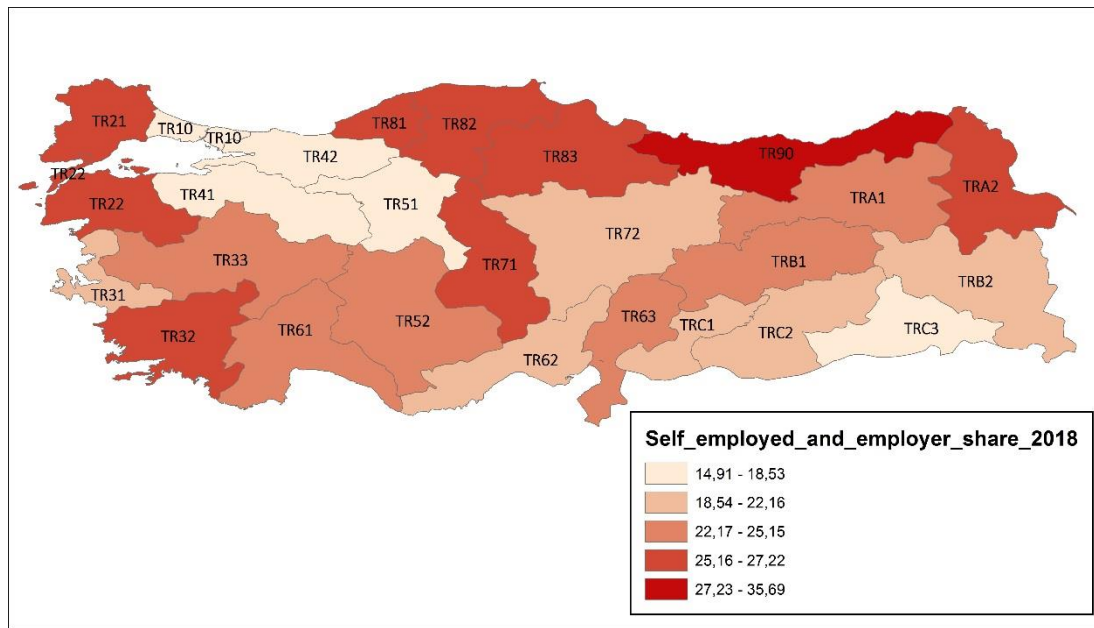 TR21
TR10
TR10
TR81
TR82
TR42
TR83
TR90
TR22
TR22
TR41
TR51
TRA1
TRA2
TR72
TR33
TR71
TRB1
TRB2
TR31
TR32
TR61
TR52
TR63
TRC1
TRC2
TRC3
TR62
Self_employed_and_employer_share_2018
14,91 - 18,53
18,54 - 22,16
22,17 - 25,15
25,16 - 27,22
27,23 - 35,69